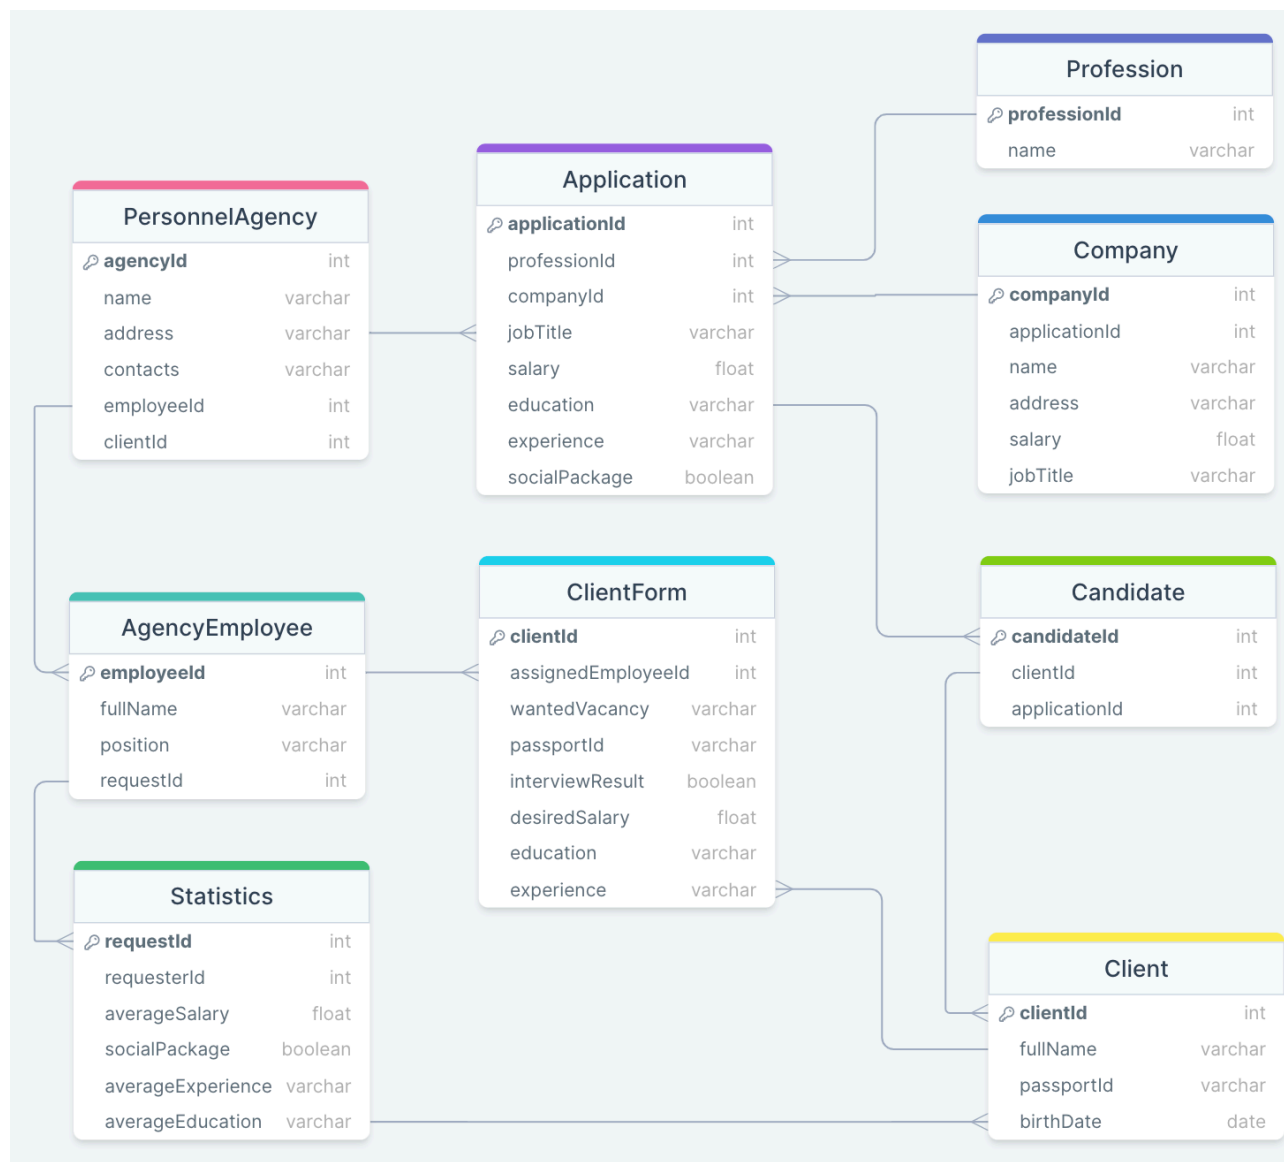 Profession
professionId int
name varchar
Application
applicationId int
professionId int
companyId int
jobTitle varchar
salary float
education varchar
experience varchar
socialPackage boolean
PersonnelAgency
agencyId int
name varchar
address varchar
contacts varchar
employeeId int
clientId int
Company
companyId int
applicationId int
name varchar
address varchar
salary float
jobTitle varchar
ClientForm
clientId int
assignedEmployeeId int
wantedVacancy varchar
passportId varchar
interviewResult boolean
desiredSalary float
education varchar
experience varchar
Candidate
candidateId int
clientId int
applicationId int
AgencyEmployee
employeeId int
fullName varchar
position varchar
requestId int
Statistics
requestId int
requesterId int
averageSalary float
socialPackage boolean
averageExperience varchar
averageEducation varchar
Client
clientId int
fullName varchar
passportId varchar
birthDate date